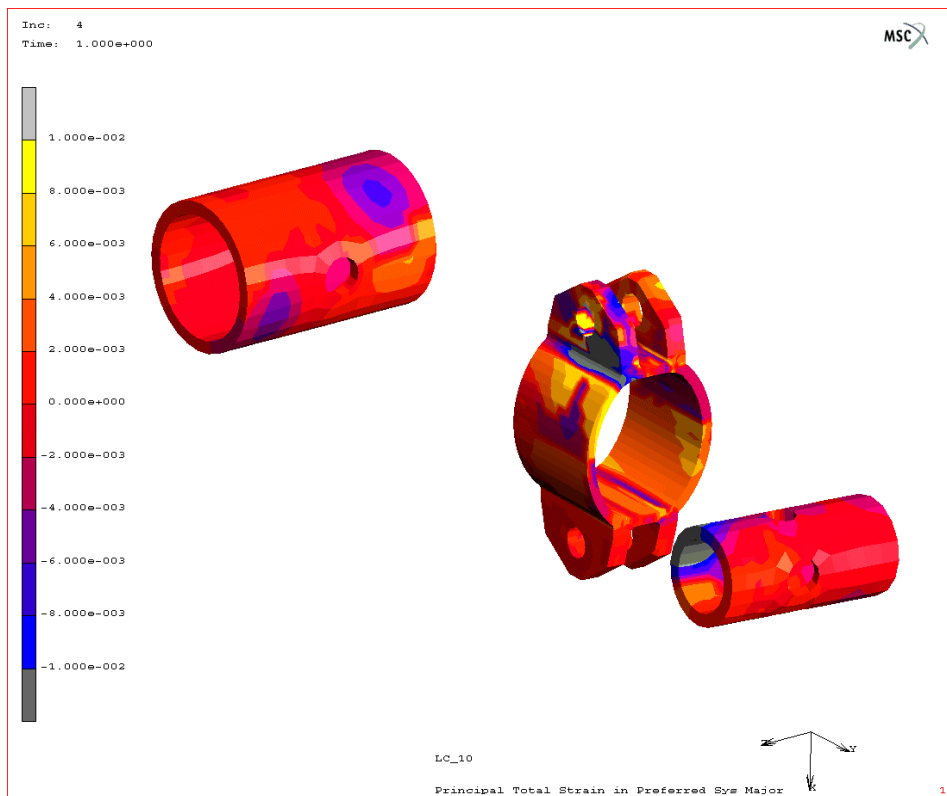 Inc: 4
Time: 1.000e+000
MSC
1.000e-002
8.000e-003
6.000e-003
4.000e-003
2.000e-003
0.000e+000
-2.000e-003
-4.000e-003
-6.000e-003
-8.000e-003
-1.000e-002
Z
Y
X
LC_10
Principal Total Strain in Preferred Sys Major
1